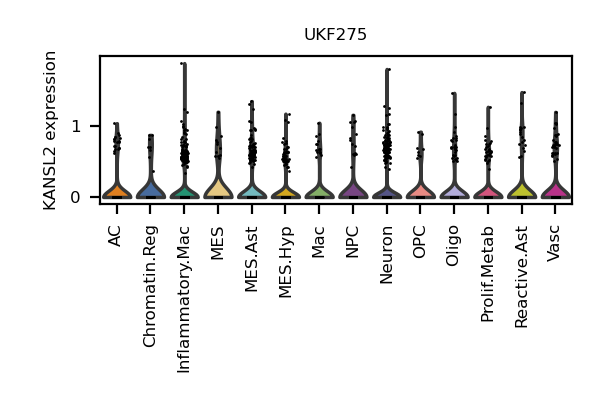 UKF275
KANSL2 expression
1
0
AC
Chromatin.Reg
Inflammatory.Mac
MES
MES.Ast
MES.Hyp
Mac
NPC
Neuron
OPC
Oligo
Prolif.Metab
Reactive.Ast
Vasc